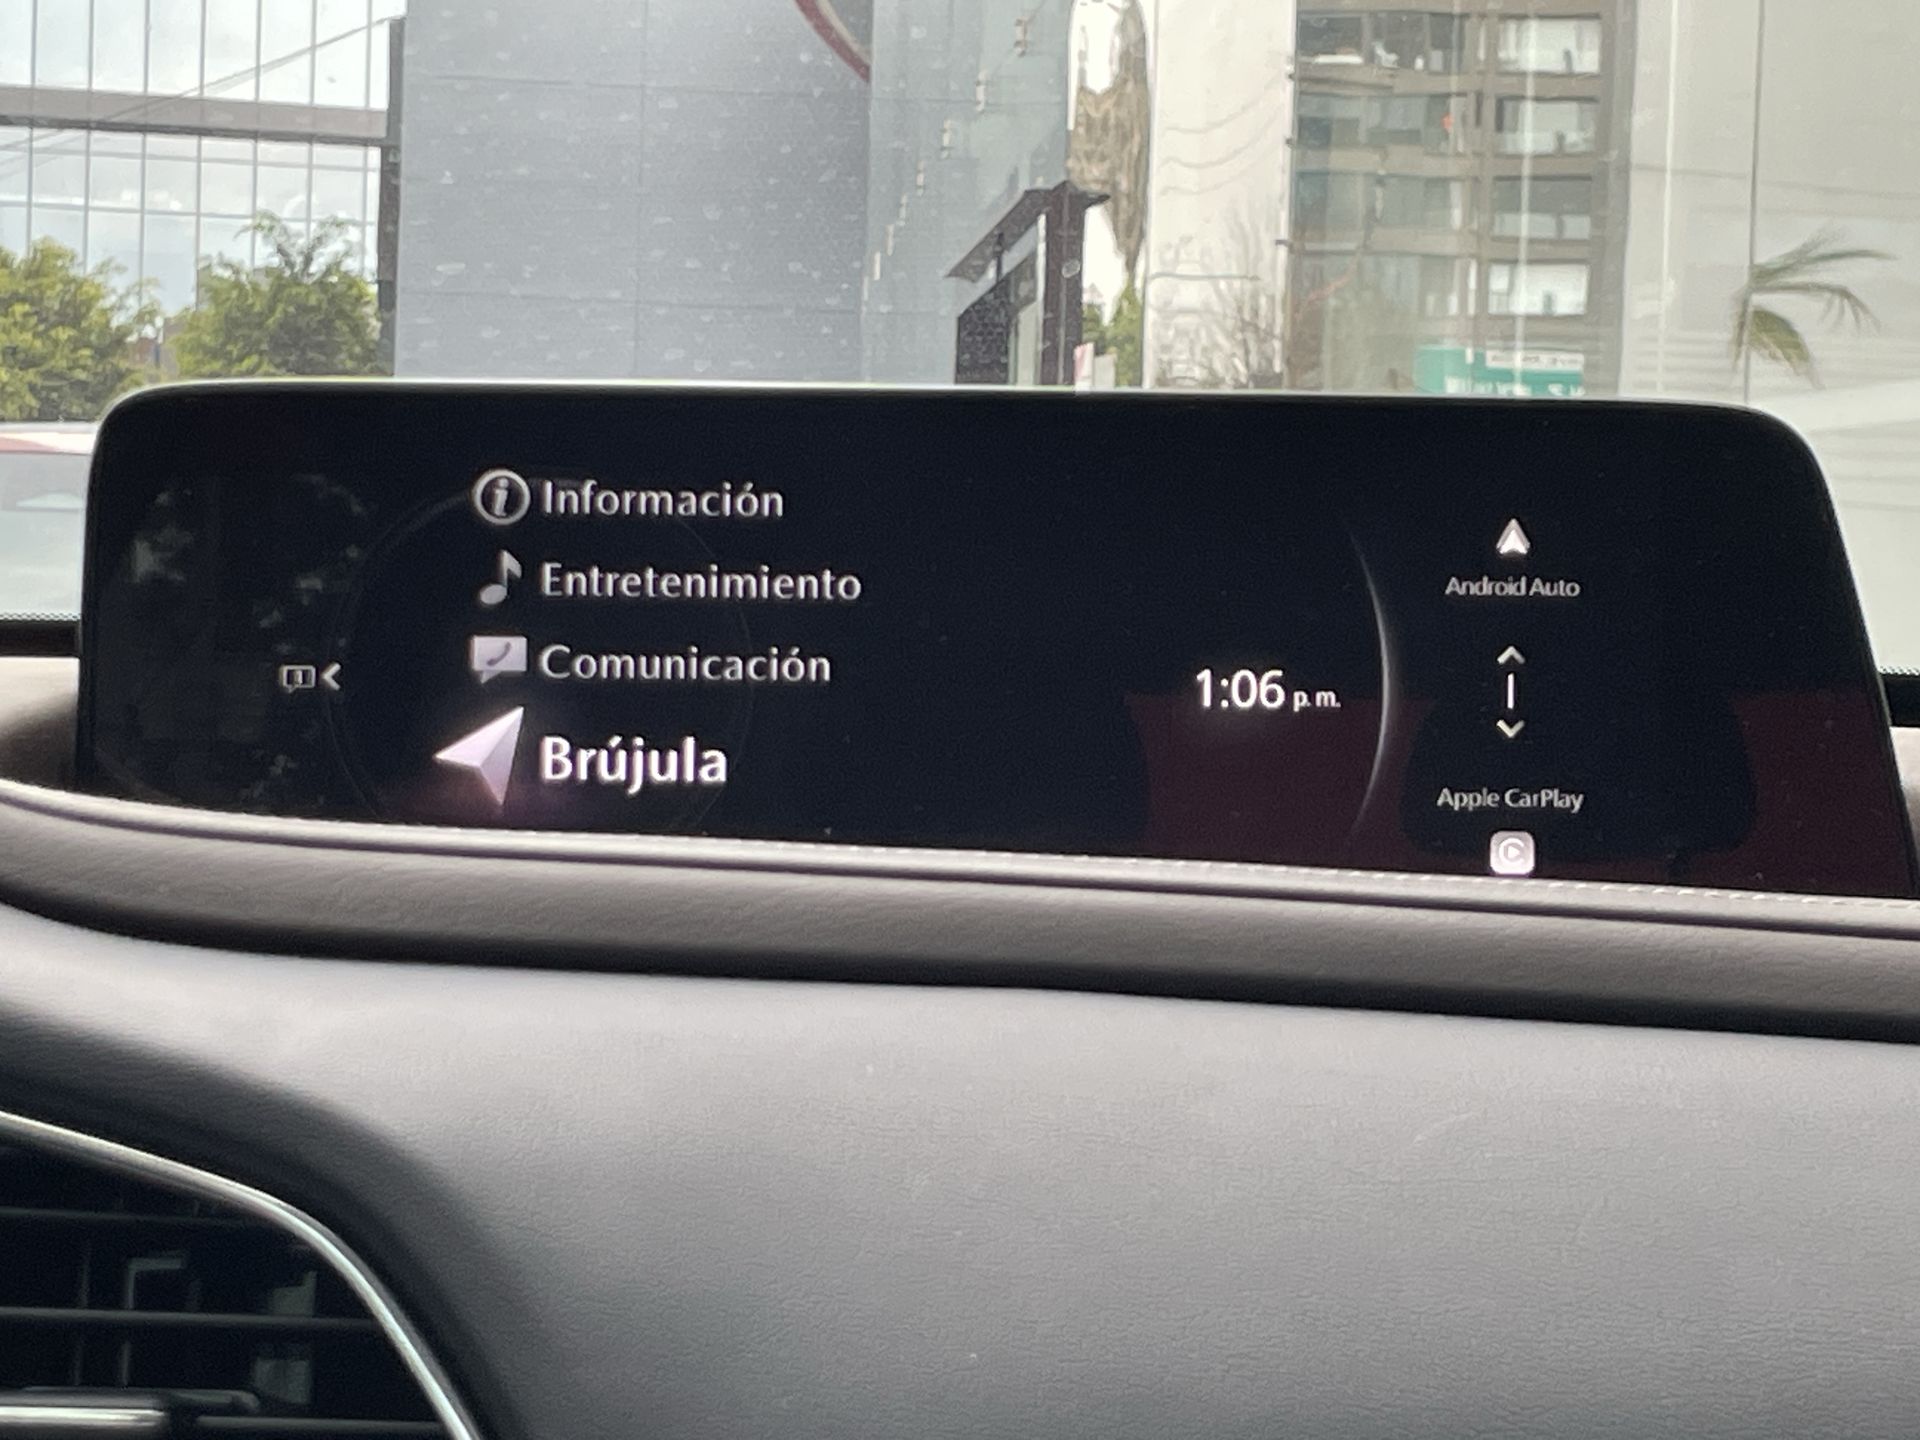 Información
Entretenimiento
Comunicación
Brújula
1:06 p.m.
Android Auto
Apple CarPlay